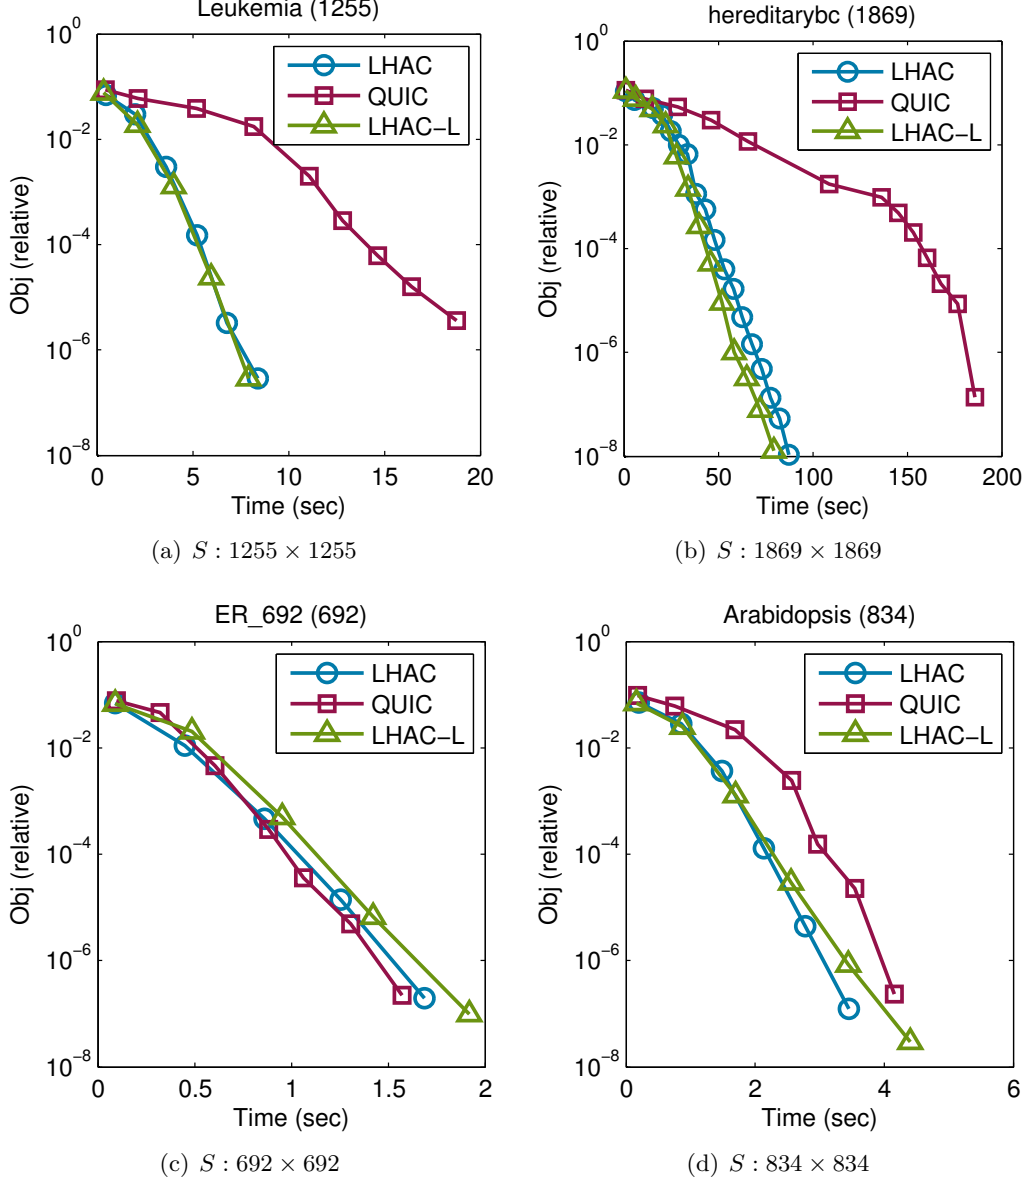 Leukemia (1255)
10^0
10^−2
10^−4
10^−6
10^−8
Obj (relative)
LHAC
QUIC
LHAC−L
0 5 10 15 20
Time (sec)
(a) S : 1255 × 1255
hereditarybc (1869)
10^0
10^−2
10^−4
10^−6
10^−8
Obj (relative)
LHAC
QUIC
LHAC−L
0 50 100 150 200
Time (sec)
(b) S : 1869 × 1869
ER_692 (692)
10^0
10^−2
10^−4
10^−6
10^−8
Obj (relative)
LHAC
QUIC
LHAC−L
0 0.5 1 1.5 2
Time (sec)
(c) S : 692 × 692
Arabidopsis (834)
10^0
10^−2
10^−4
10^−6
10^−8
Obj (relative)
LHAC
QUIC
LHAC−L
0 2 4 6
Time (sec)
(d) S : 834 × 834